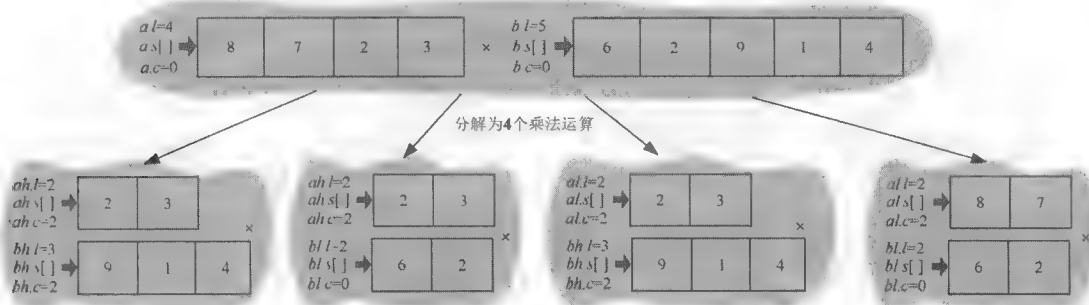 a l=4
a s[ ]
a.c=0
8 7 2 3
×
b l=5
b s[ ]
b c=0
6 2 9 1 4
分解为4个乘法运算
ah.l=2
ah s[ ]
ah c=2
2 3
×
bh l=3
bh s[ ]
bh.c=2
9 1 4
ah l=2
ah s[ ]
ah c=2
2 3
×
bl l=2
bl s[ ]
bl c=0
6 2
al.l=2
al.s[ ]
al.c=2
2 3
×
bh l=3
bh s[ ]
bh.c=2
9 1 4
al l=2
al s[ ]
al.c=2
8 7
×
bl.l=2
bl s[ ]
bl.c=0
6 2